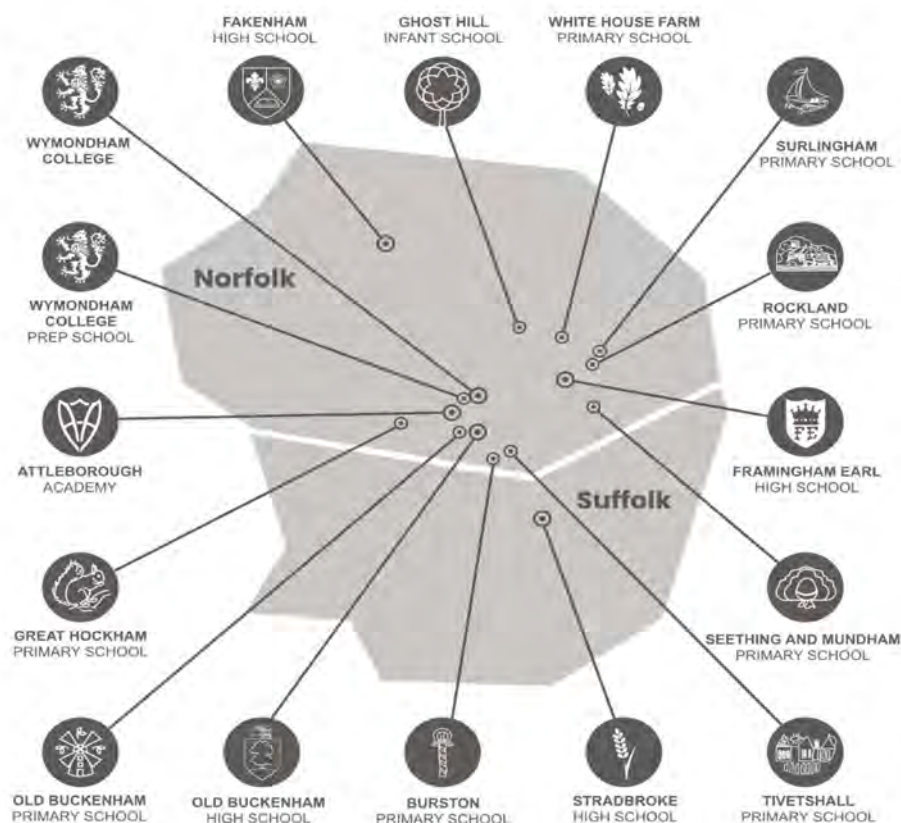 FAKENHAM
HIGH SCHOOL
GHOST HILL
INFANT SCHOOL
WHITE HOUSE FARM
PRIMARY SCHOOL
WYMONDHAM
COLLEGE
SURLINGHAM
PRIMARY SCHOOL
Norfolk
WYMONDHAM
COLLEGE
PREP SCHOOL
ROCKLAND
PRIMARY SCHOOL
ATTLEBOROUGH
ACADEMY
FE
FRAMINGHAM EARL
HIGH SCHOOL
Suffolk
GREAT HOCKHAM
PRIMARY SCHOOL
SEETHING AND MUNDHAM
PRIMARY SCHOOL
OLD BUCKENHAM
PRIMARY SCHOOL
OLD BUCKENHAM
HIGH SCHOOL
BURSTON
PRIMARY SCHOOL
STRADBROKE
HIGH SCHOOL
TIVETSHALL
PRIMARY SCHOOL